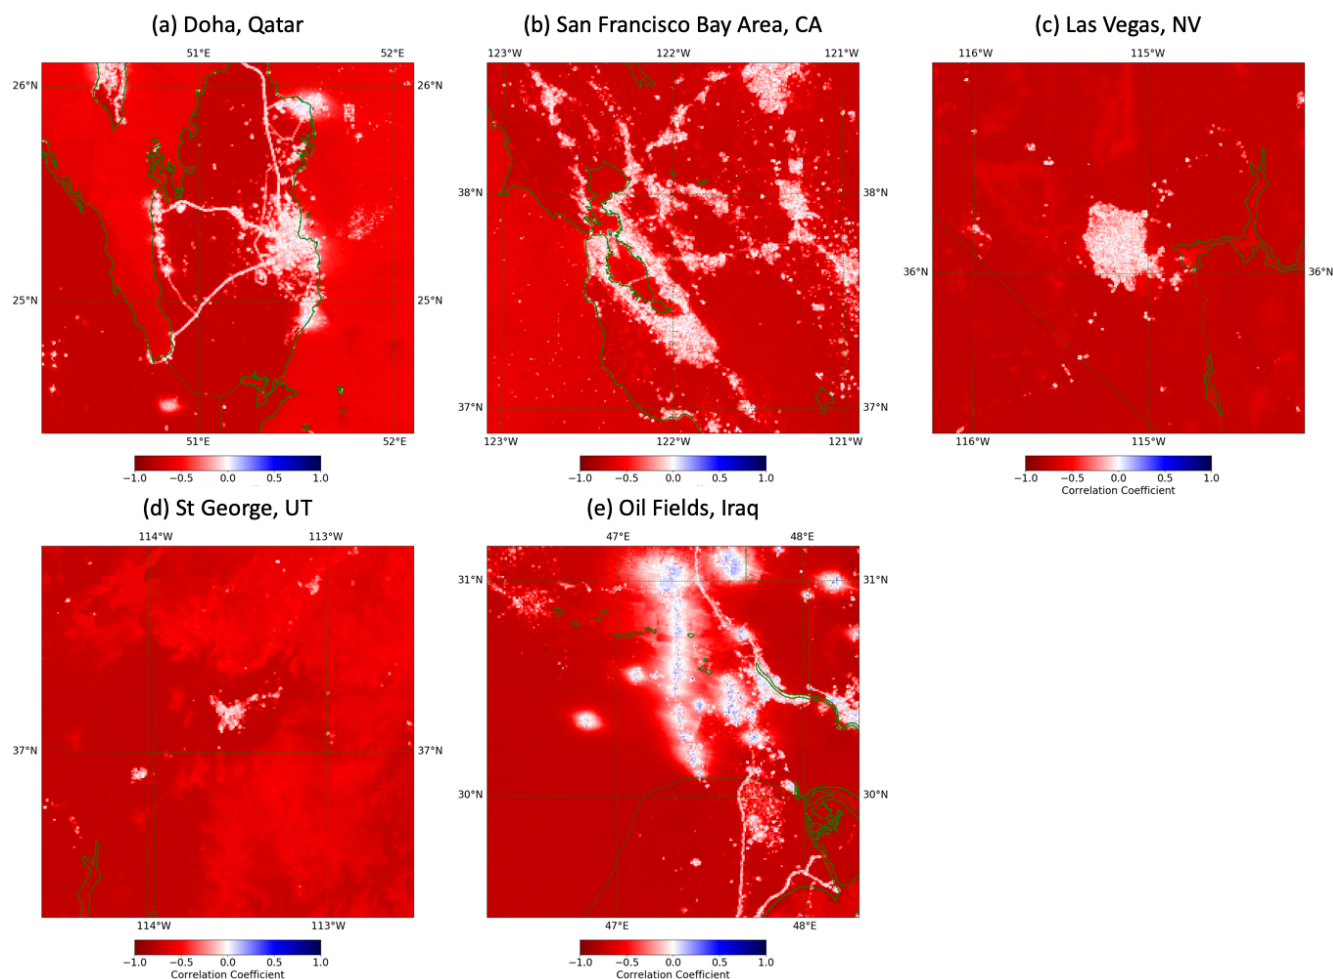 (a) Doha, Qatar
(b) San Francisco Bay Area, CA
(c) Las Vegas, NV
51°E 52°E
123°W 122°W 121°W
116°W 115°W
26°N 26°N
38°N 38°N
25°N 25°N
36°N 36°N
37°N 37°N
51°E 52°E
123°W 122°W 121°W
116°W 115°W
−1.0 −0.5 0.0 0.5 1.0
−1.0 −0.5 0.0 0.5 1.0
−1.0 −0.5 0.0 0.5 1.0
Correlation Coefficient
(d) St George, UT
(e) Oil Fields, Iraq
114°W 113°W
47°E 48°E
31°N 31°N
37°N 37°N
30°N 30°N
114°W 113°W
47°E 48°E
−1.0 −0.5 0.0 0.5 1.0
Correlation Coefficient
−1.0 −0.5 0.0 0.5 1.0
Correlation Coefficient